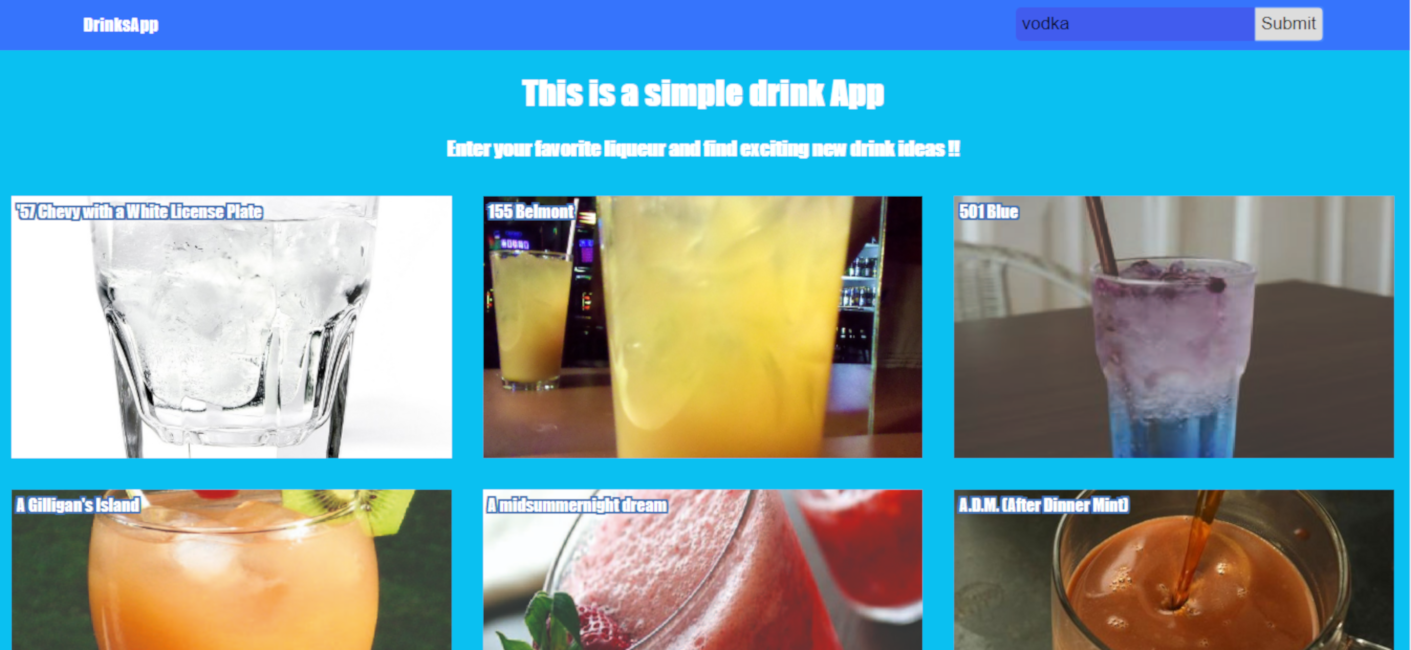 DrinksApp
vodka
Submit
This is a simple drink App
Enter your favorite liqueur and find exciting new drink ideas !!
'57 Chevy with a White License Plate
155 Belmont
501 Blue
A Gilligan's Island
A midsummernight dream
A.D.M. (After Dinner Mint)